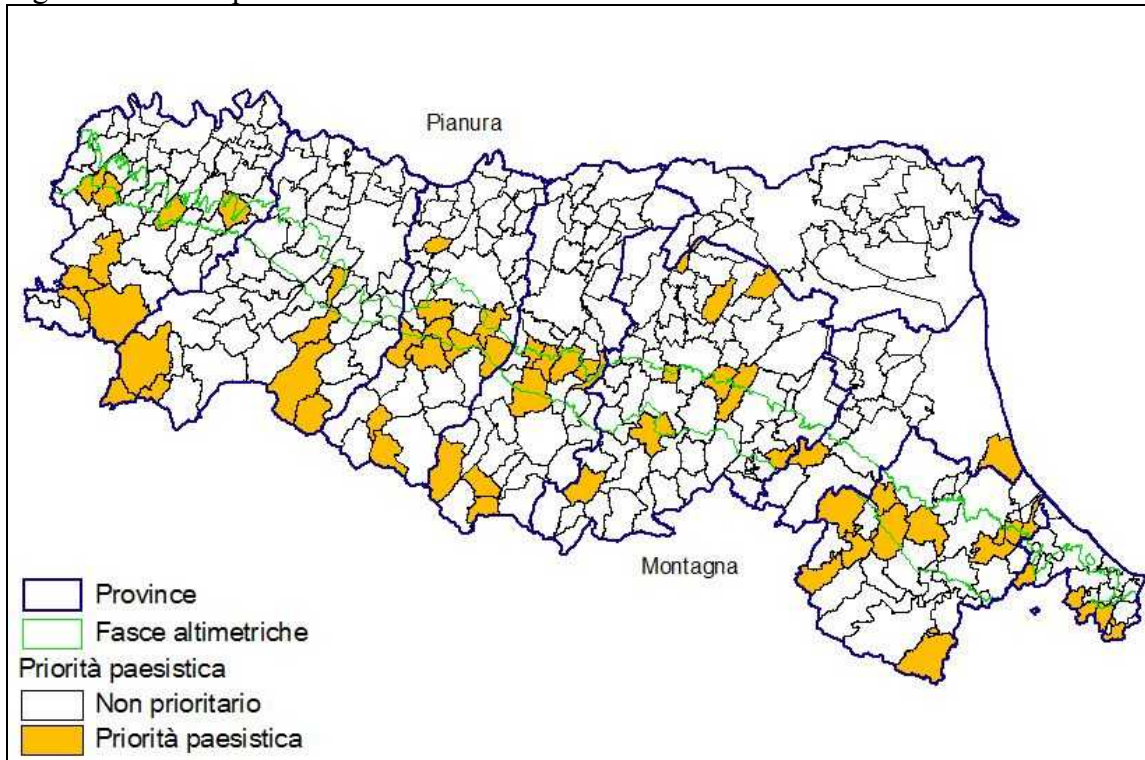 Pianura
Montagna
Province
Fasce altimetriche
Priorità paesistica
Non prioritario
Priorità paesistica